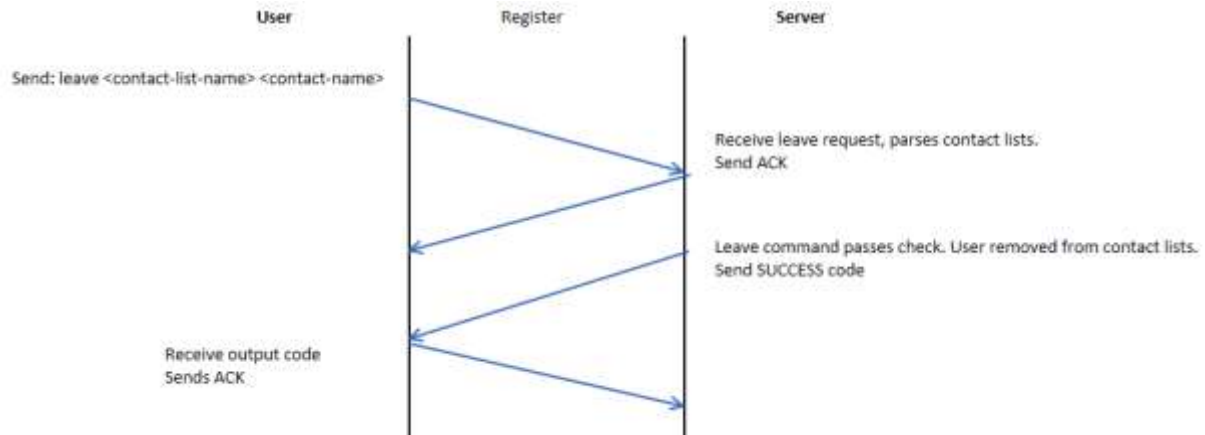 User
Register
Server
Send: leave <contact-list-name> <contact-name>
Receive leave request, parses contact lists.
Send ACK
Leave command passes check. User removed from contact lists.
Send SUCCESS code
Receive output code
Sends ACK